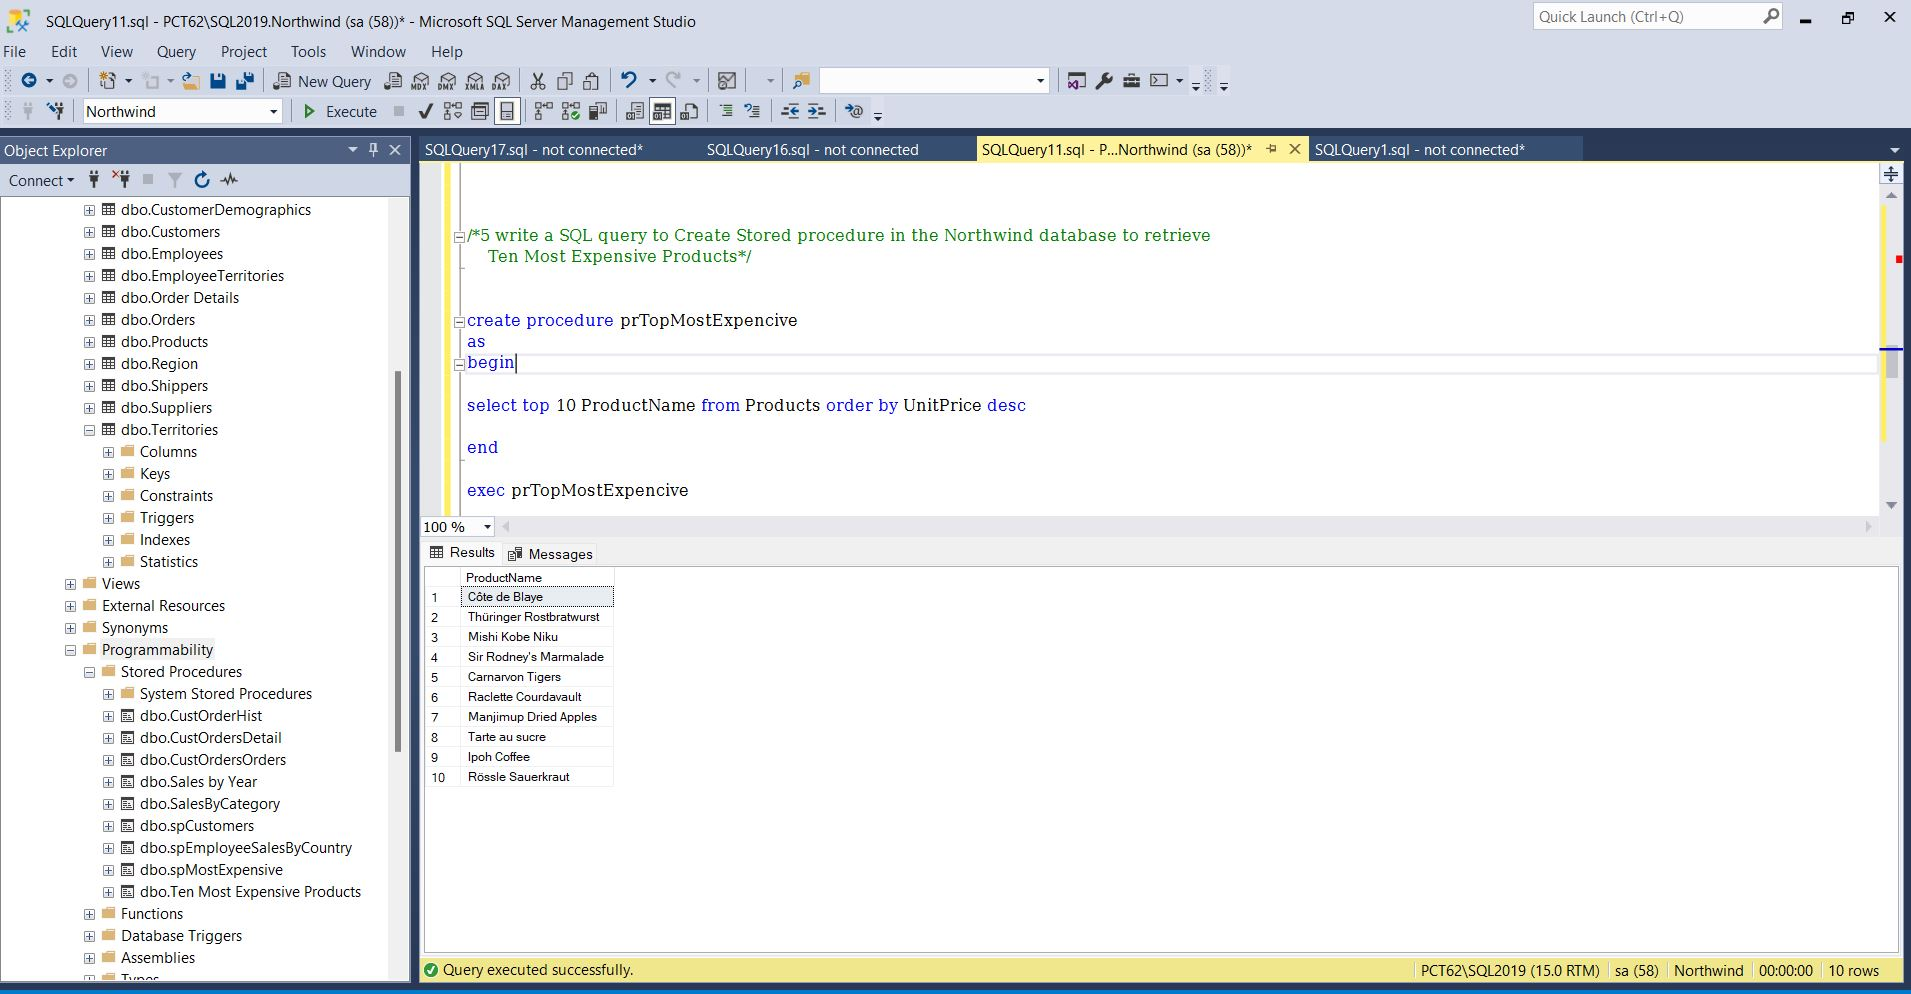 SQLQuery11.sql - PCT62\SQL2019.Northwind (sa (58))* - Microsoft SQL Server Management Studio
Quick Launch (Ctrl+Q)
File Edit View Query Project Tools Window Help
New Query MDX DMX XMLA DAX
Northwind Execute
Object Explorer
Connect
dbo.CustomerDemographics
dbo.Customers
dbo.Employees
dbo.EmployeeTerritories
dbo.Order Details
dbo.Orders
dbo.Products
dbo.Region
dbo.Shippers
dbo.Suppliers
dbo.Territories
Columns
Keys
Constraints
Triggers
Indexes
Statistics
Views
External Resources
Synonyms
Programmability
Stored Procedures
System Stored Procedures
dbo.CustOrderHist
dbo.CustOrdersDetail
dbo.CustOrdersOrders
dbo.Sales by Year
dbo.SalesByCategory
dbo.spCustomers
dbo.spEmployeeSalesByCountry
dbo.spMostExpensive
dbo.Ten Most Expensive Products
Functions
Database Triggers
Assemblies
Types
SQLQuery17.sql - not connected* SQLQuery16.sql - not connected SQLQuery11.sql - P...Northwind (sa (58))* SQLQuery1.sql - not connected*
/*5 write a SQL query to Create Stored procedure in the Northwind database to retrieve
Ten Most Expensive Products*/
create procedure prTopMostExpencive
as
begin
select top 10 ProductName from Products order by UnitPrice desc
end
exec prTopMostExpencive
100 %
Results Messages
ProductName
1 Côte de Blaye
2 Thüringer Rostbratwurst
3 Mishi Kobe Niku
4 Sir Rodney's Marmalade
5 Carnarvon Tigers
6 Raclette Courdavault
7 Manjimup Dried Apples
8 Tarte au sucre
9 Ipoh Coffee
10 Rössle Sauerkraut
Query executed successfully. PCT62\SQL2019 (15.0 RTM) sa (58) Northwind 00:00:00 10 rows